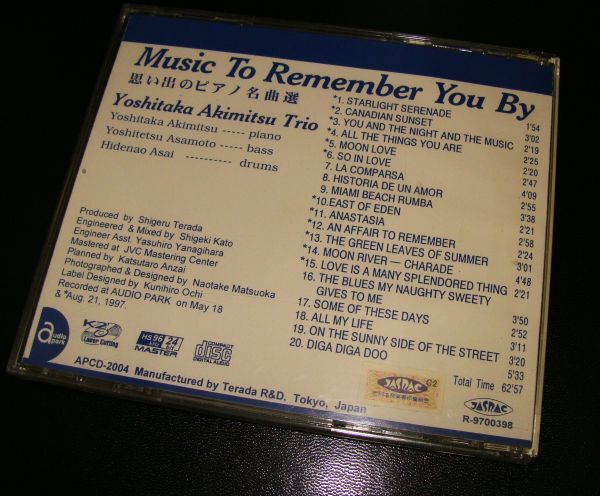 Music To Remember You By
思い出のピアノ名曲選
Yoshitaka Akimitsu Trio
Yoshitaka Akimitsu ----- piano
Yoshitetsu Asamoto ----- bass
Hidenao Asai ----------- drums
Produced by Shigeru Terada
Engineered & Mixed by Shigeki Kato
Engineer Asst. Yasuhiro Yanagihara
Mastered at JVC Mastering Center
Planned by Katsutaro Anzai
Photographed & Designed by Naotake Matsuoka
Label Designed by Kunihiro Ochi
Recorded at AUDIO PARK on May 18
& *Aug. 21, 1997.
*1. STARLIGHT SERENADE 1'54
*2. CANADIAN SUNSET 3'02
*3. YOU AND THE NIGHT AND THE MUSIC 2'19
*4. ALL THE THINGS YOU ARE 2'25
*5. MOON LOVE 2'20
*6. SO IN LOVE 2'47
7. LA COMPARSA 4'09
8. HISTORIA DE UN AMOR 2'55
9. MIAMI BEACH RUMBA 3'38
*10. EAST OF EDEN 2'21
*11. ANASTASIA 2'58
*12. AN AFFAIR TO REMEMBER 2'24
*13. THE GREEN LEAVES OF SUMMER 3'01
*14. MOON RIVER — CHARADE 4'48
*15. LOVE IS A MANY SPLENDORED THING 2'21
16. THE BLUES MY NAUGHTY SWEETY
GIVES TO ME 3'50
17. SOME OF THESE DAYS 2'52
18. ALL MY LIFE 3'11
19. ON THE SUNNY SIDE OF THE STREET 3'20
20. DIGA DIGA DOO 5'33
Total Time 62'57
audio park
K2
Laser Cutting
HS 96 kHz 24 bit
MASTER
COMPACT
disc
DIGITAL AUDIO
JASRAC
C2
JASRAC
R-9700398
APCD-2004 Manufactured by Terada R&D. Tokyo, Japan